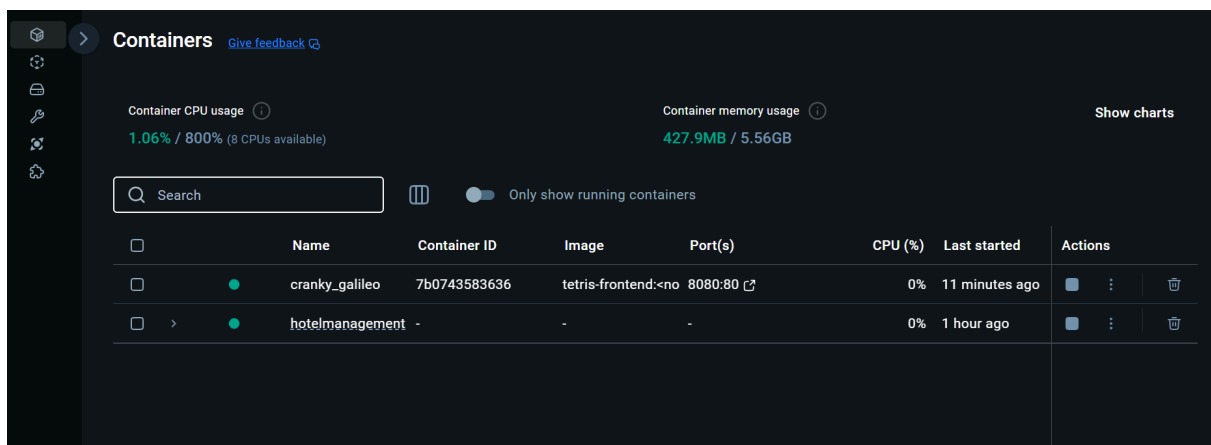 Containers Give feedback
Container CPU usage
Container memory usage
Show charts
1.06% / 800% (8 CPUs available)
427.9MB / 5.56GB
Search
Only show running containers
Name Container ID Image Port(s) CPU (%) Last started Actions
cranky_galileo 7b0743583636 tetris-frontend:<no 8080:80 0% 11 minutes ago
hotelmanagement - - - 0% 1 hour ago